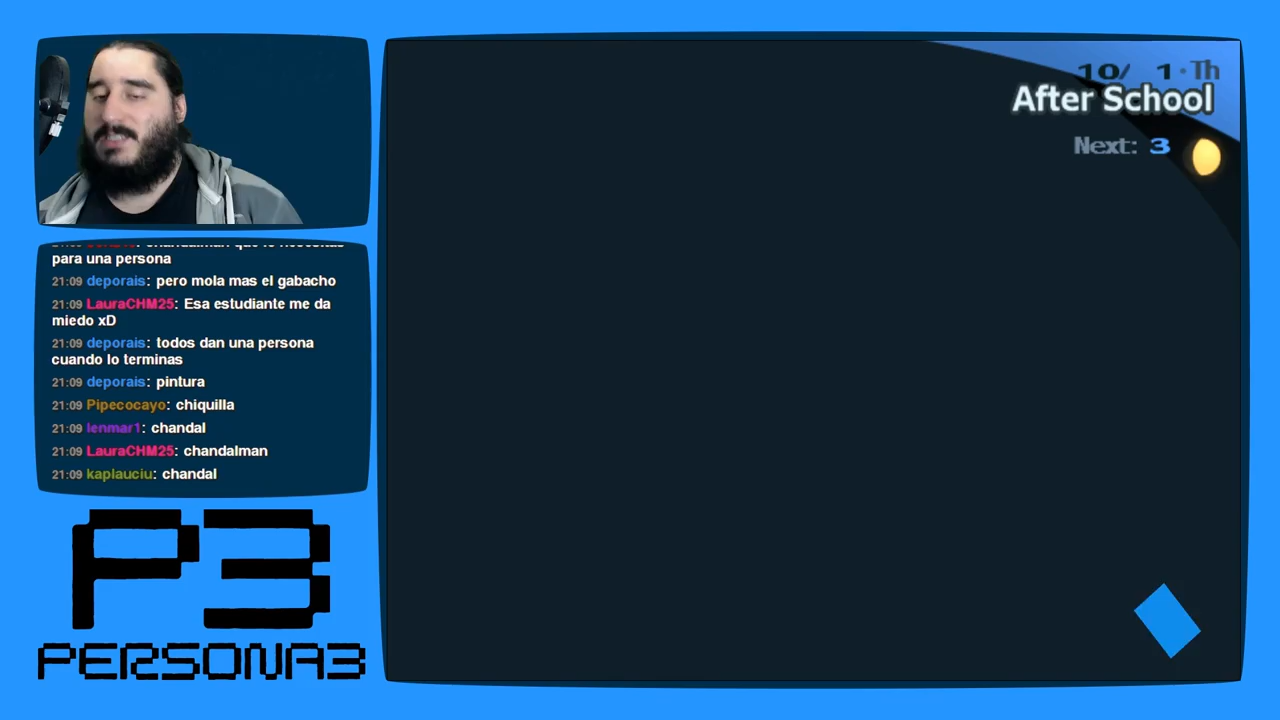 para una persona
21:09 deporais: pero mola mas el gabacho
21:09 LauraCHM25: Esa estudiante me da
miedo xD
21:09 deporais: todos dan una persona
cuando lo terminas
21:09 deporais: pintura
21:09 Pipecocayo: chiquilla
21:09 lenmar1: chandal
21:09 LauraCHM25: chandalman
21:09 kaplauciu: chandal
P3
PERSONA3
10/ 1·Th
After School
Next: 3